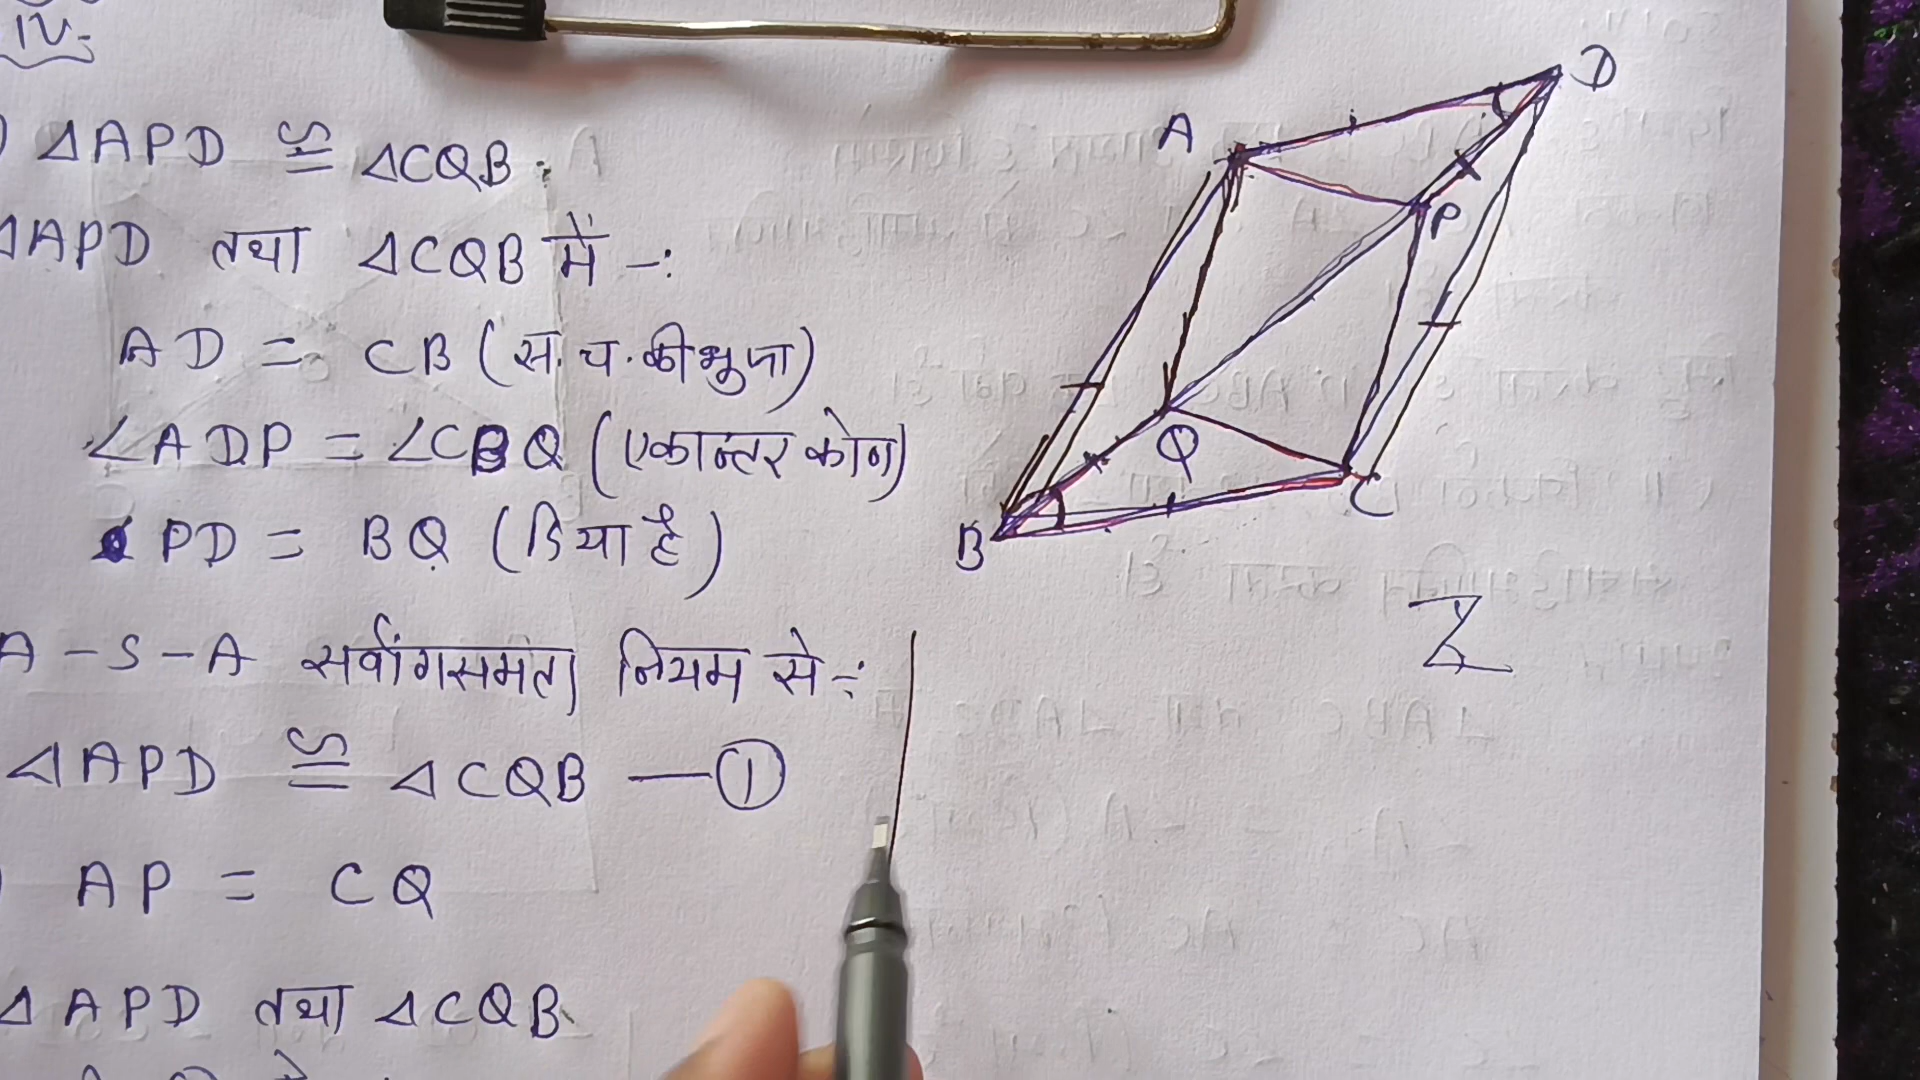 IV-
) ΔAPD ≅ ΔCQB.
ΔAPD तथा ΔCQB में -:
AD = CB (स. च. की भुजा)
∠ADP = ∠CBQ (एकान्तर कोण)
PD = BQ (दिया है)
A-S-A सर्वांगसमता नियम से -:
ΔAPD ≅ ΔCQB — ①
) AP = CQ
ΔAPD तथा ΔCQB
A
D
P
Q
B
C
Z